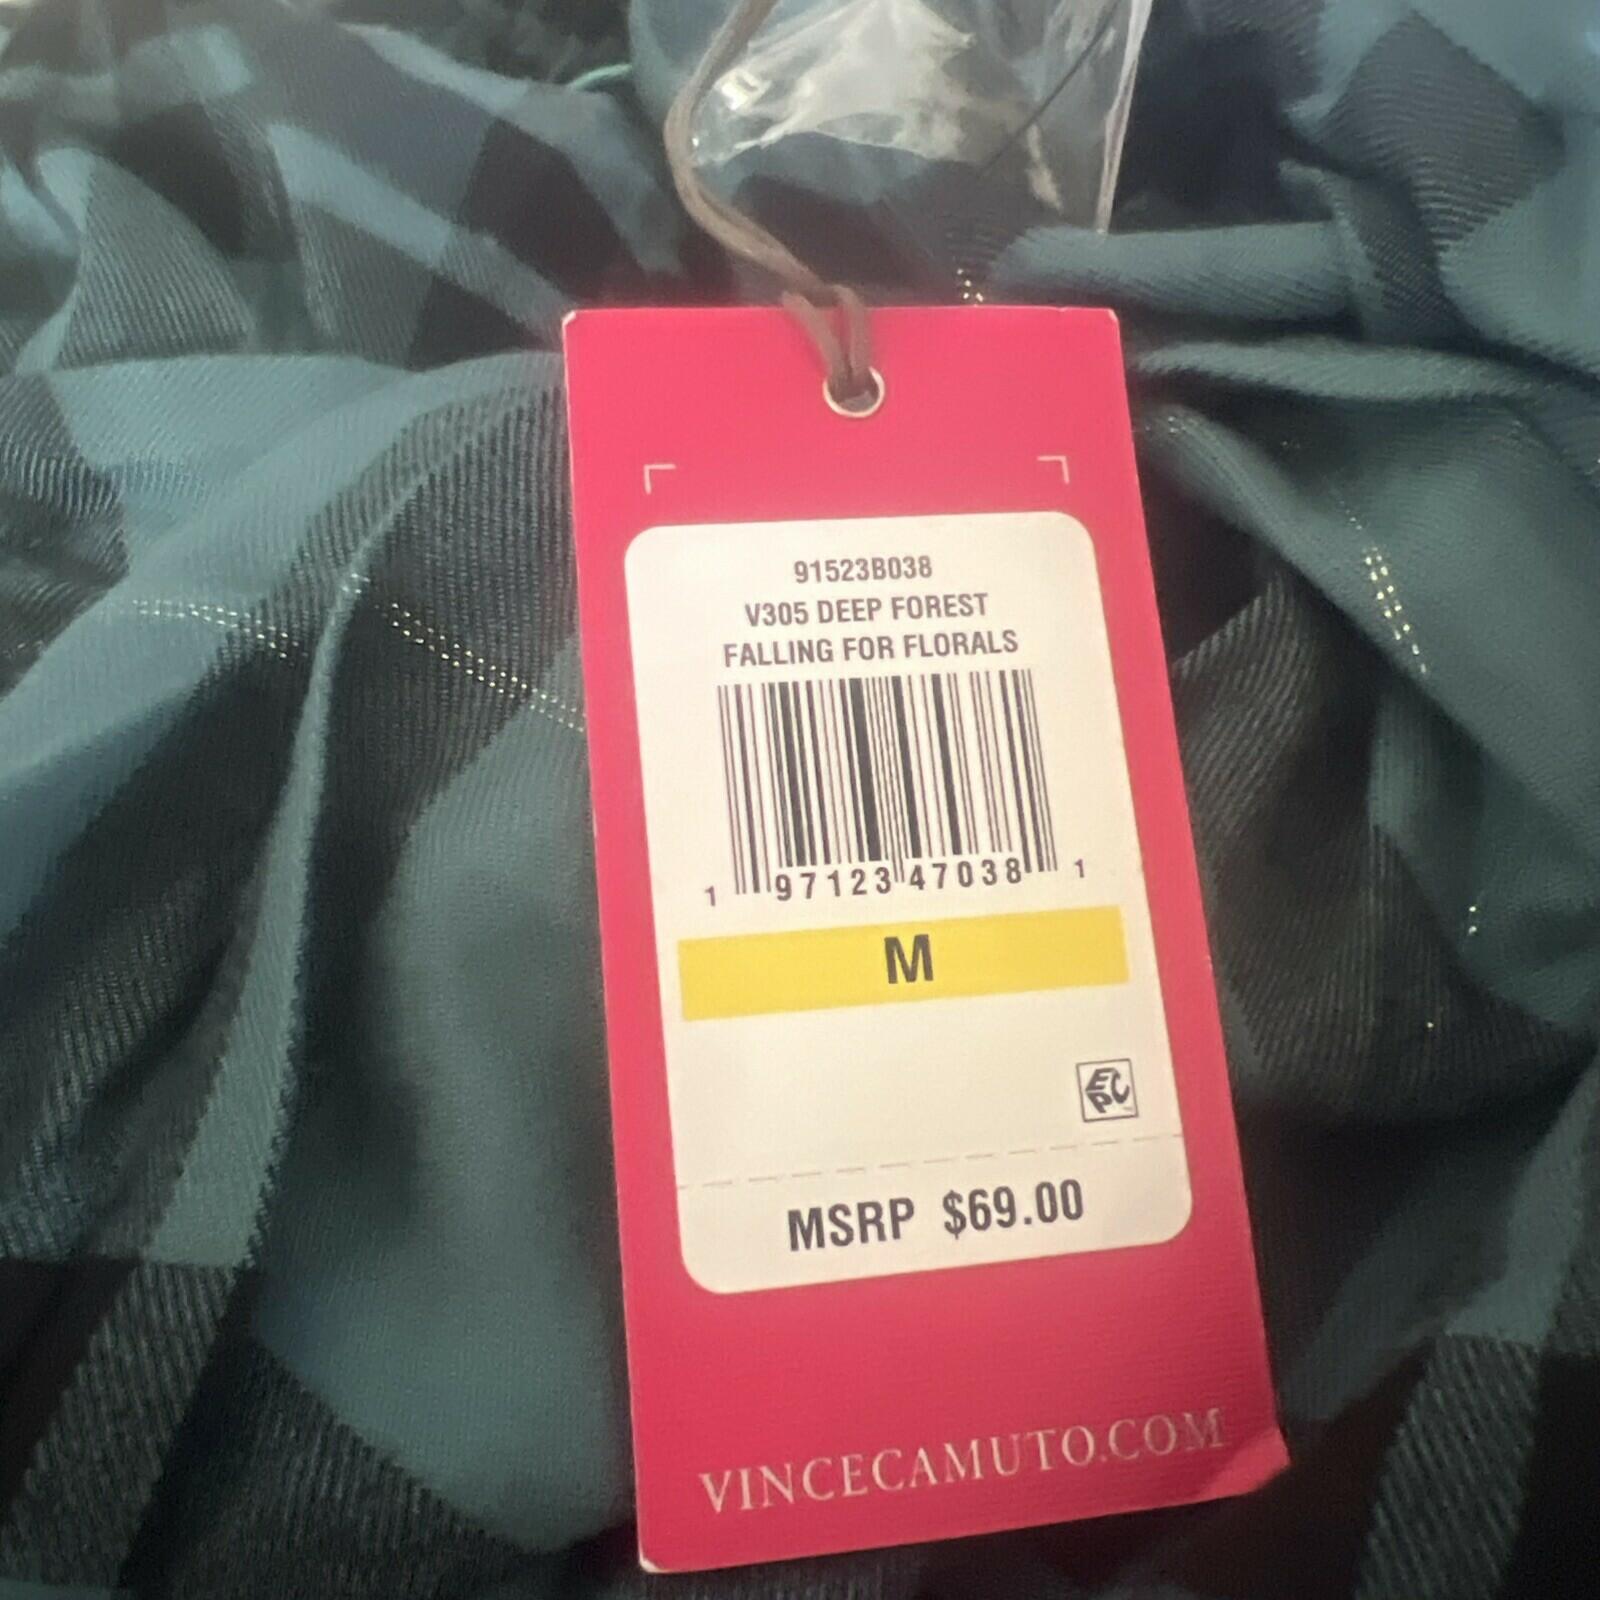 91523B038
V305 DEEP FOREST
FALLING FOR FLORALS
1 97123 47038 1
M
EPC
MSRP $69.00
VINCECAMUTO.COM